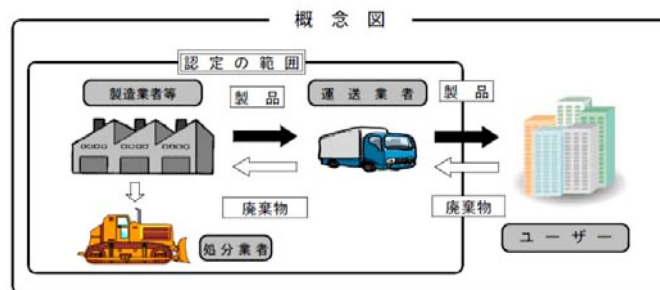 概 念 図
認定の範囲
製造業者等
製 品
運 送 業 者
製 品
廃棄物
廃棄物
処分業者
ユ ー ザ ー